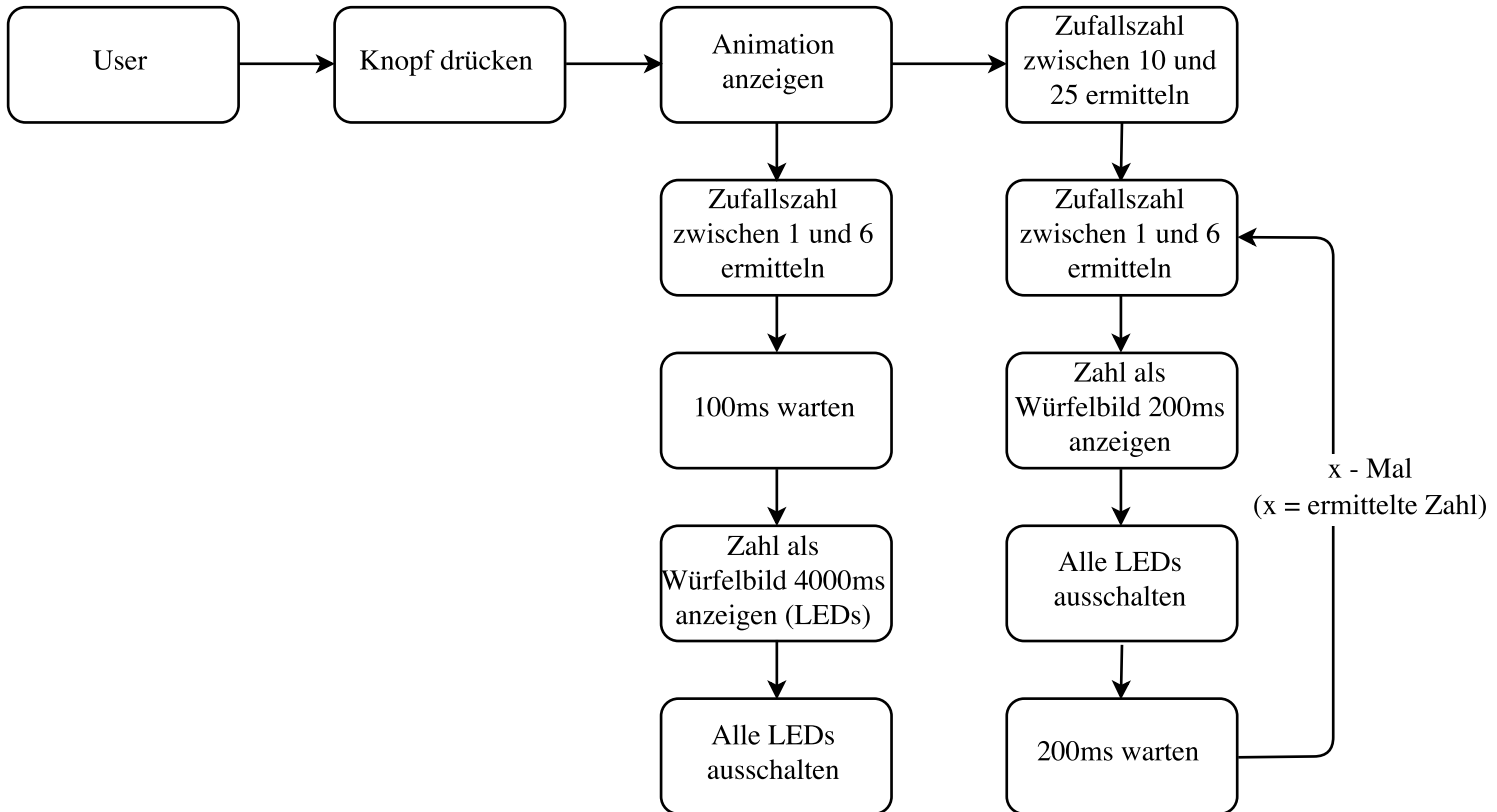 User
Knopf drücken
Animation
anzeigen
Zufallszahl
zwischen 10 und
25 ermitteln
Zufallszahl
zwischen 1 und 6
ermitteln
Zufallszahl
zwischen 1 und 6
ermitteln
100ms warten
Zahl als
Würfelbild 200ms
anzeigen
x - Mal
(x = ermittelte Zahl)
Zahl als
Würfelbild 4000ms
anzeigen (LEDs)
Alle LEDs
ausschalten
Alle LEDs
ausschalten
200ms warten